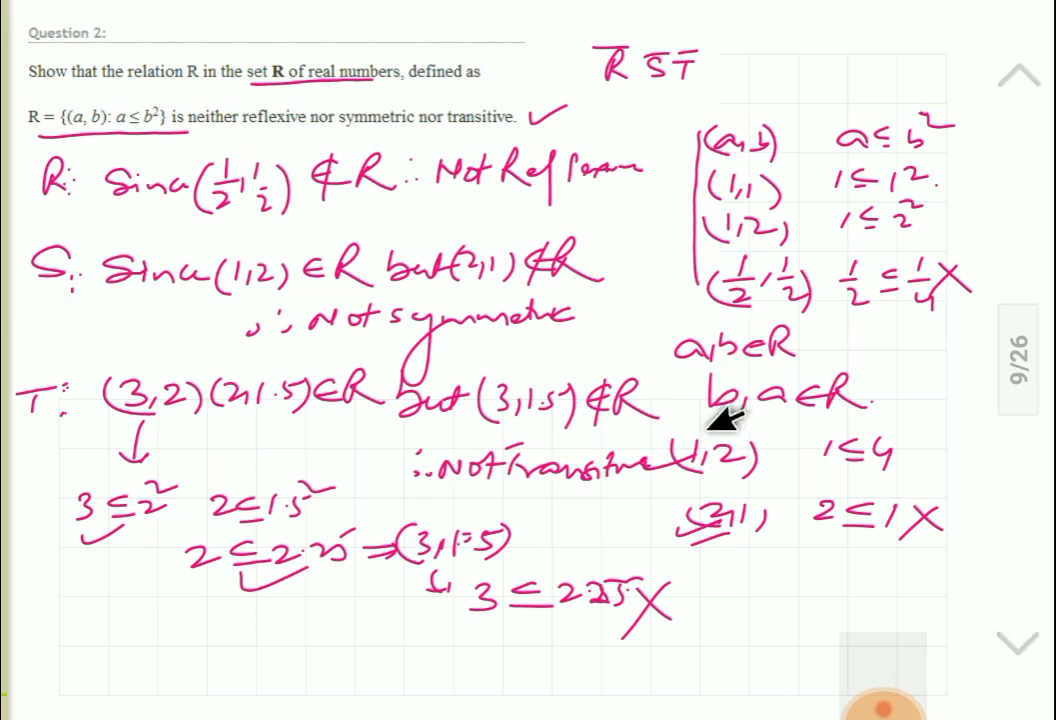 Question 2:
Show that the relation R in the set R of real numbers, defined as
R = {(a, b): a ≤ b²} is neither reflexive nor symmetric nor transitive. ✓
R S T
R: Since (1/2, 1/2) ∉ R ∴ Not Reflexive
S: Since (1,2) ∈ R but (2,1) ∉ R
∴ Not symmetric
T: (3,2) (2,1.5) ∈ R but (3,1.5) ∉ R
↓
∴ Not Transitive
3 ≤ 2² 2 ≤ 1.5²
2 ≤ 2.25 ⇒ (3, 1.5)
↳ 3 ≤ 2.25 X
(a,b) a ≤ b²
(1,1) 1 ≤ 1².
(1,2) 1 ≤ 2²
(1/2, 1/2) 1/2 ≤ 1/4 X
a,b ∈ R
b,a ∈ R.
(1,2) 1 ≤ 4
(2,1) 2 ≤ 1 X
9/26